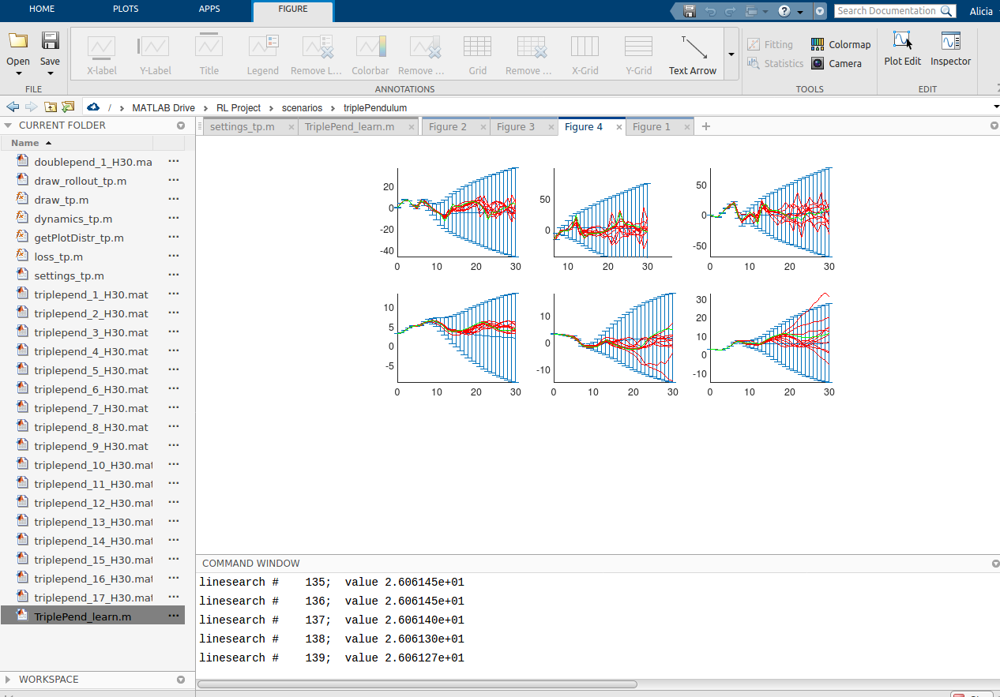 HOME PLOTS APPS FIGURE Search Documentation Alicia
Open Save X-label Y-Label Title Legend Remove L... Colorbar Remove ... Grid Remove ... X-Grid Y-Grid Text Arrow Fitting Statistics Colormap Camera Plot Edit Inspector
FILE ANNOTATIONS TOOLS EDIT
/ › MATLAB Drive › RL Project › scenarios › triplePendulum
CURRENT FOLDER
Name
doublepend_1_H30.ma ...
draw_rollout_tp.m ...
draw_tp.m ...
dynamics_tp.m ...
getPlotDistr_tp.m ...
loss_tp.m ...
settings_tp.m ...
triplepend_1_H30.mat ...
triplepend_2_H30.mat ...
triplepend_3_H30.mat ...
triplepend_4_H30.mat ...
triplepend_5_H30.mat ...
triplepend_6_H30.mat ...
triplepend_7_H30.mat ...
triplepend_8_H30.mat ...
triplepend_9_H30.mat ...
triplepend_10_H30.mat ...
triplepend_11_H30.mat ...
triplepend_12_H30.mat ...
triplepend_13_H30.mat ...
triplepend_14_H30.mat ...
triplepend_15_H30.mat ...
triplepend_16_H30.mat ...
triplepend_17_H30.mat ...
TriplePend_learn.m ...
WORKSPACE
settings_tp.m × TriplePend_learn.m × Figure 2 × Figure 3 × Figure 4 × Figure 1 × +
20
0
-20
-40
0 10 20 30
50
0
10 20 30
50
0
-50
0 10 20 30
10
5
0
-5
0 10 20 30
10
0
-10
0 10 20 30
30
20
10
0
-10
0 10 20 30
COMMAND WINDOW
linesearch # 135; value 2.606145e+01
linesearch # 136; value 2.606145e+01
linesearch # 137; value 2.606140e+01
linesearch # 138; value 2.606130e+01
linesearch # 139; value 2.606127e+01